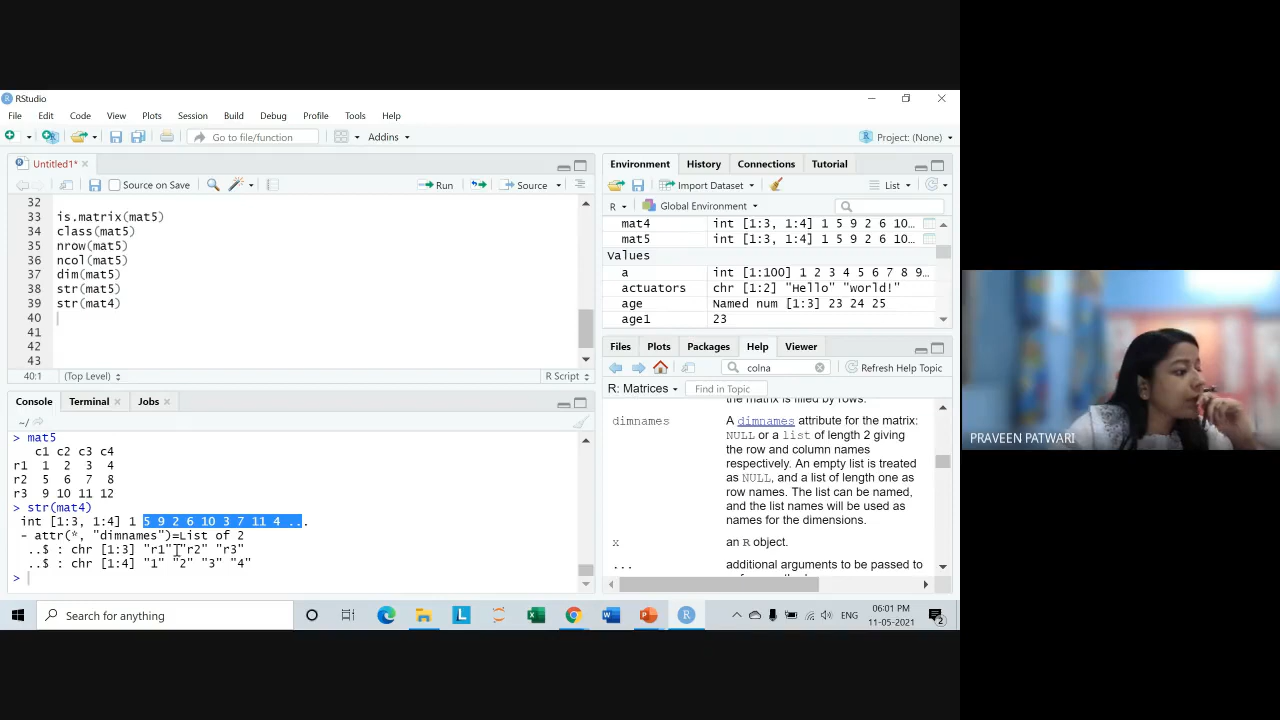 RStudio
File Edit Code View Plots Session Build Debug Profile Tools Help
Go to file/function Addins Project: (None)
Untitled1*
Source on Save Run Source
32
33 is.matrix(mat5)
34 class(mat5)
35 nrow(mat5)
36 ncol(mat5)
37 dim(mat5)
38 str(mat5)
39 str(mat4)
40
41
42
43
40:1 (Top Level) R Script
Console Terminal Jobs
~/
> mat5
c1 c2 c3 c4
r1 1 2 3 4
r2 5 6 7 8
r3 9 10 11 12
> str(mat4)
int [1:3, 1:4] 1 5 9 2 6 10 3 7 11 4 ...
- attr(*, "dimnames")=List of 2
..$ : chr [1:3] "r1" "r2" "r3"
..$ : chr [1:4] "1" "2" "3" "4"
>
Environment History Connections Tutorial
Import Dataset List
R Global Environment
mat4 int [1:3, 1:4] 1 5 9 2 6 10…
mat5 int [1:3, 1:4] 1 5 9 2 6 10…
Values
a int [1:100] 1 2 3 4 5 6 7 8 9…
actuators chr [1:2] "Hello" "world!"
age Named num [1:3] 23 24 25
age1 23
Files Plots Packages Help Viewer
colna Refresh Help Topic
R: Matrices Find in Topic
the matrix is filled by rows.
dimnames A dimnames attribute for the matrix:
NULL or a list of length 2 giving
the row and column names
respectively. An empty list is treated
as NULL, and a list of length one as
row names. The list can be named,
and the list names will be used as
names for the dimensions.
x an R object.
... additional arguments to be passed to
PRAVEEN PATWARI
Search for anything
ENG
06:01 PM
11-05-2021
2